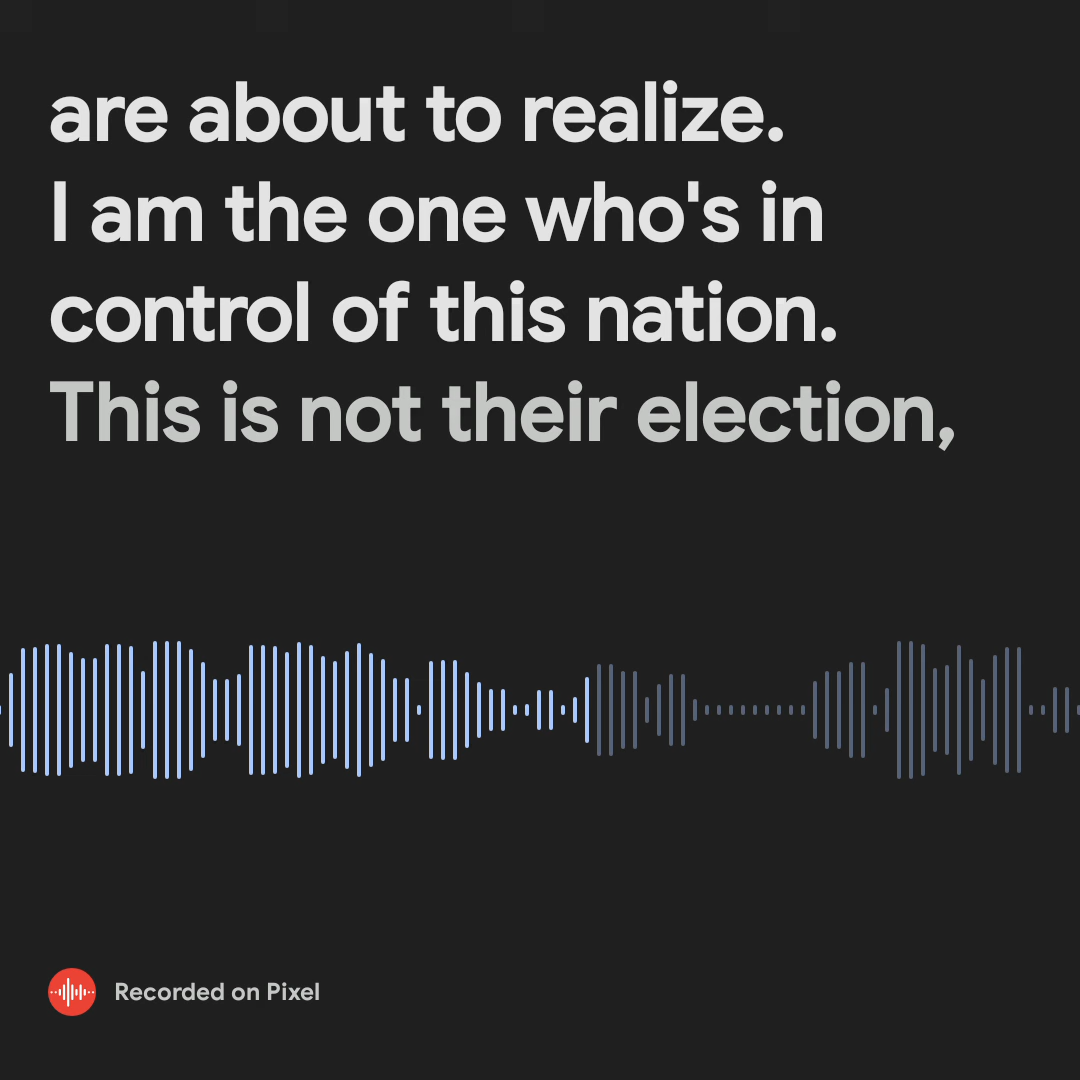 are about to realize.
I am the one who's in
control of this nation.
This is not their election,
Recorded on Pixel